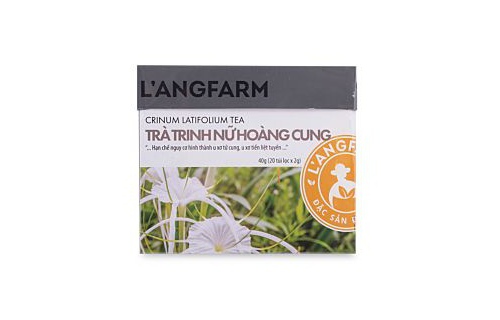 L'ANGFARM
CRINUM LATIFOLIUM TEA
TRÀ TRINH NỮ HOÀNG CUNG
"... Hạn chế nguy cơ hình thành u xơ tử cung, u xơ tiền liệt tuyến ..."
40g (20 túi lọc x 2g)
L'ANGFA
ĐẶC SẢN